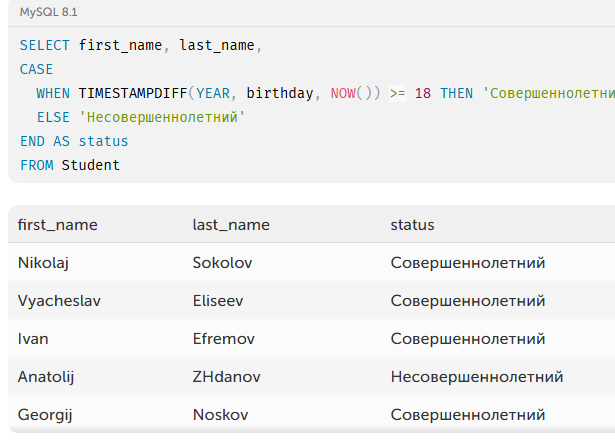 MySQL 8.1
SELECT first_name, last_name,
CASE
WHEN TIMESTAMPDIFF(YEAR, birthday, NOW()) >= 18 THEN
ELSE 'Несовершеннолетний'
END AS status
FROM Student
first_name last_name status
Nikolaj Sokolov Совершеннолетний
Vyacheslav Eliseev Совершеннолетний
Ivan Efremov Совершеннолетний
Anatolij ZHdanov Несовершеннолетний
Georgij Noskov Совершеннолетний